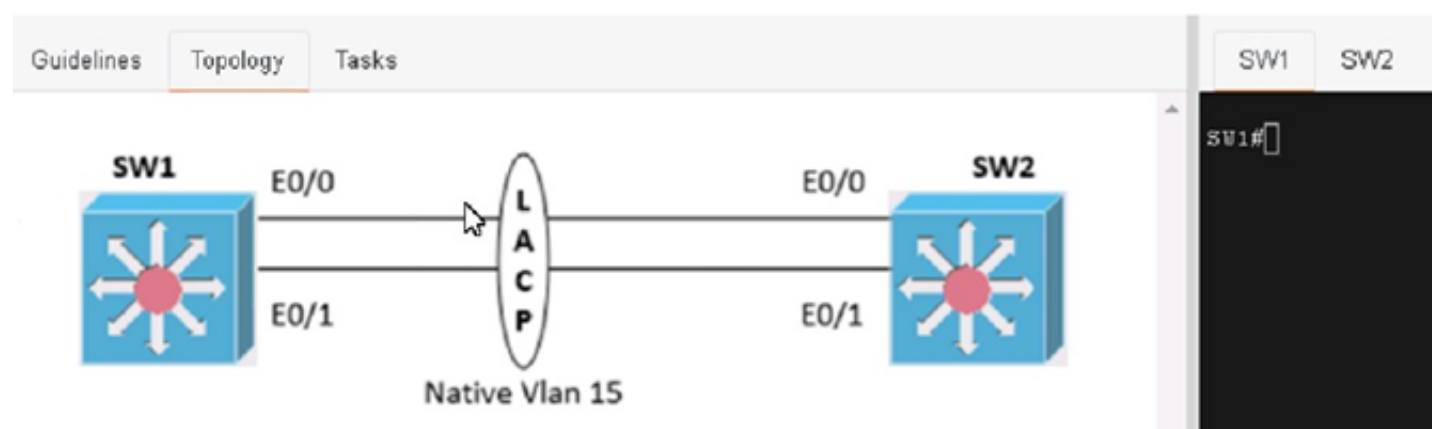 Guidelines Topology Tasks SW1 SW2
SW1#
SW1 SW2
E0/0 E0/0
L
A
C
P
E0/1 E0/1
Native Vlan 15